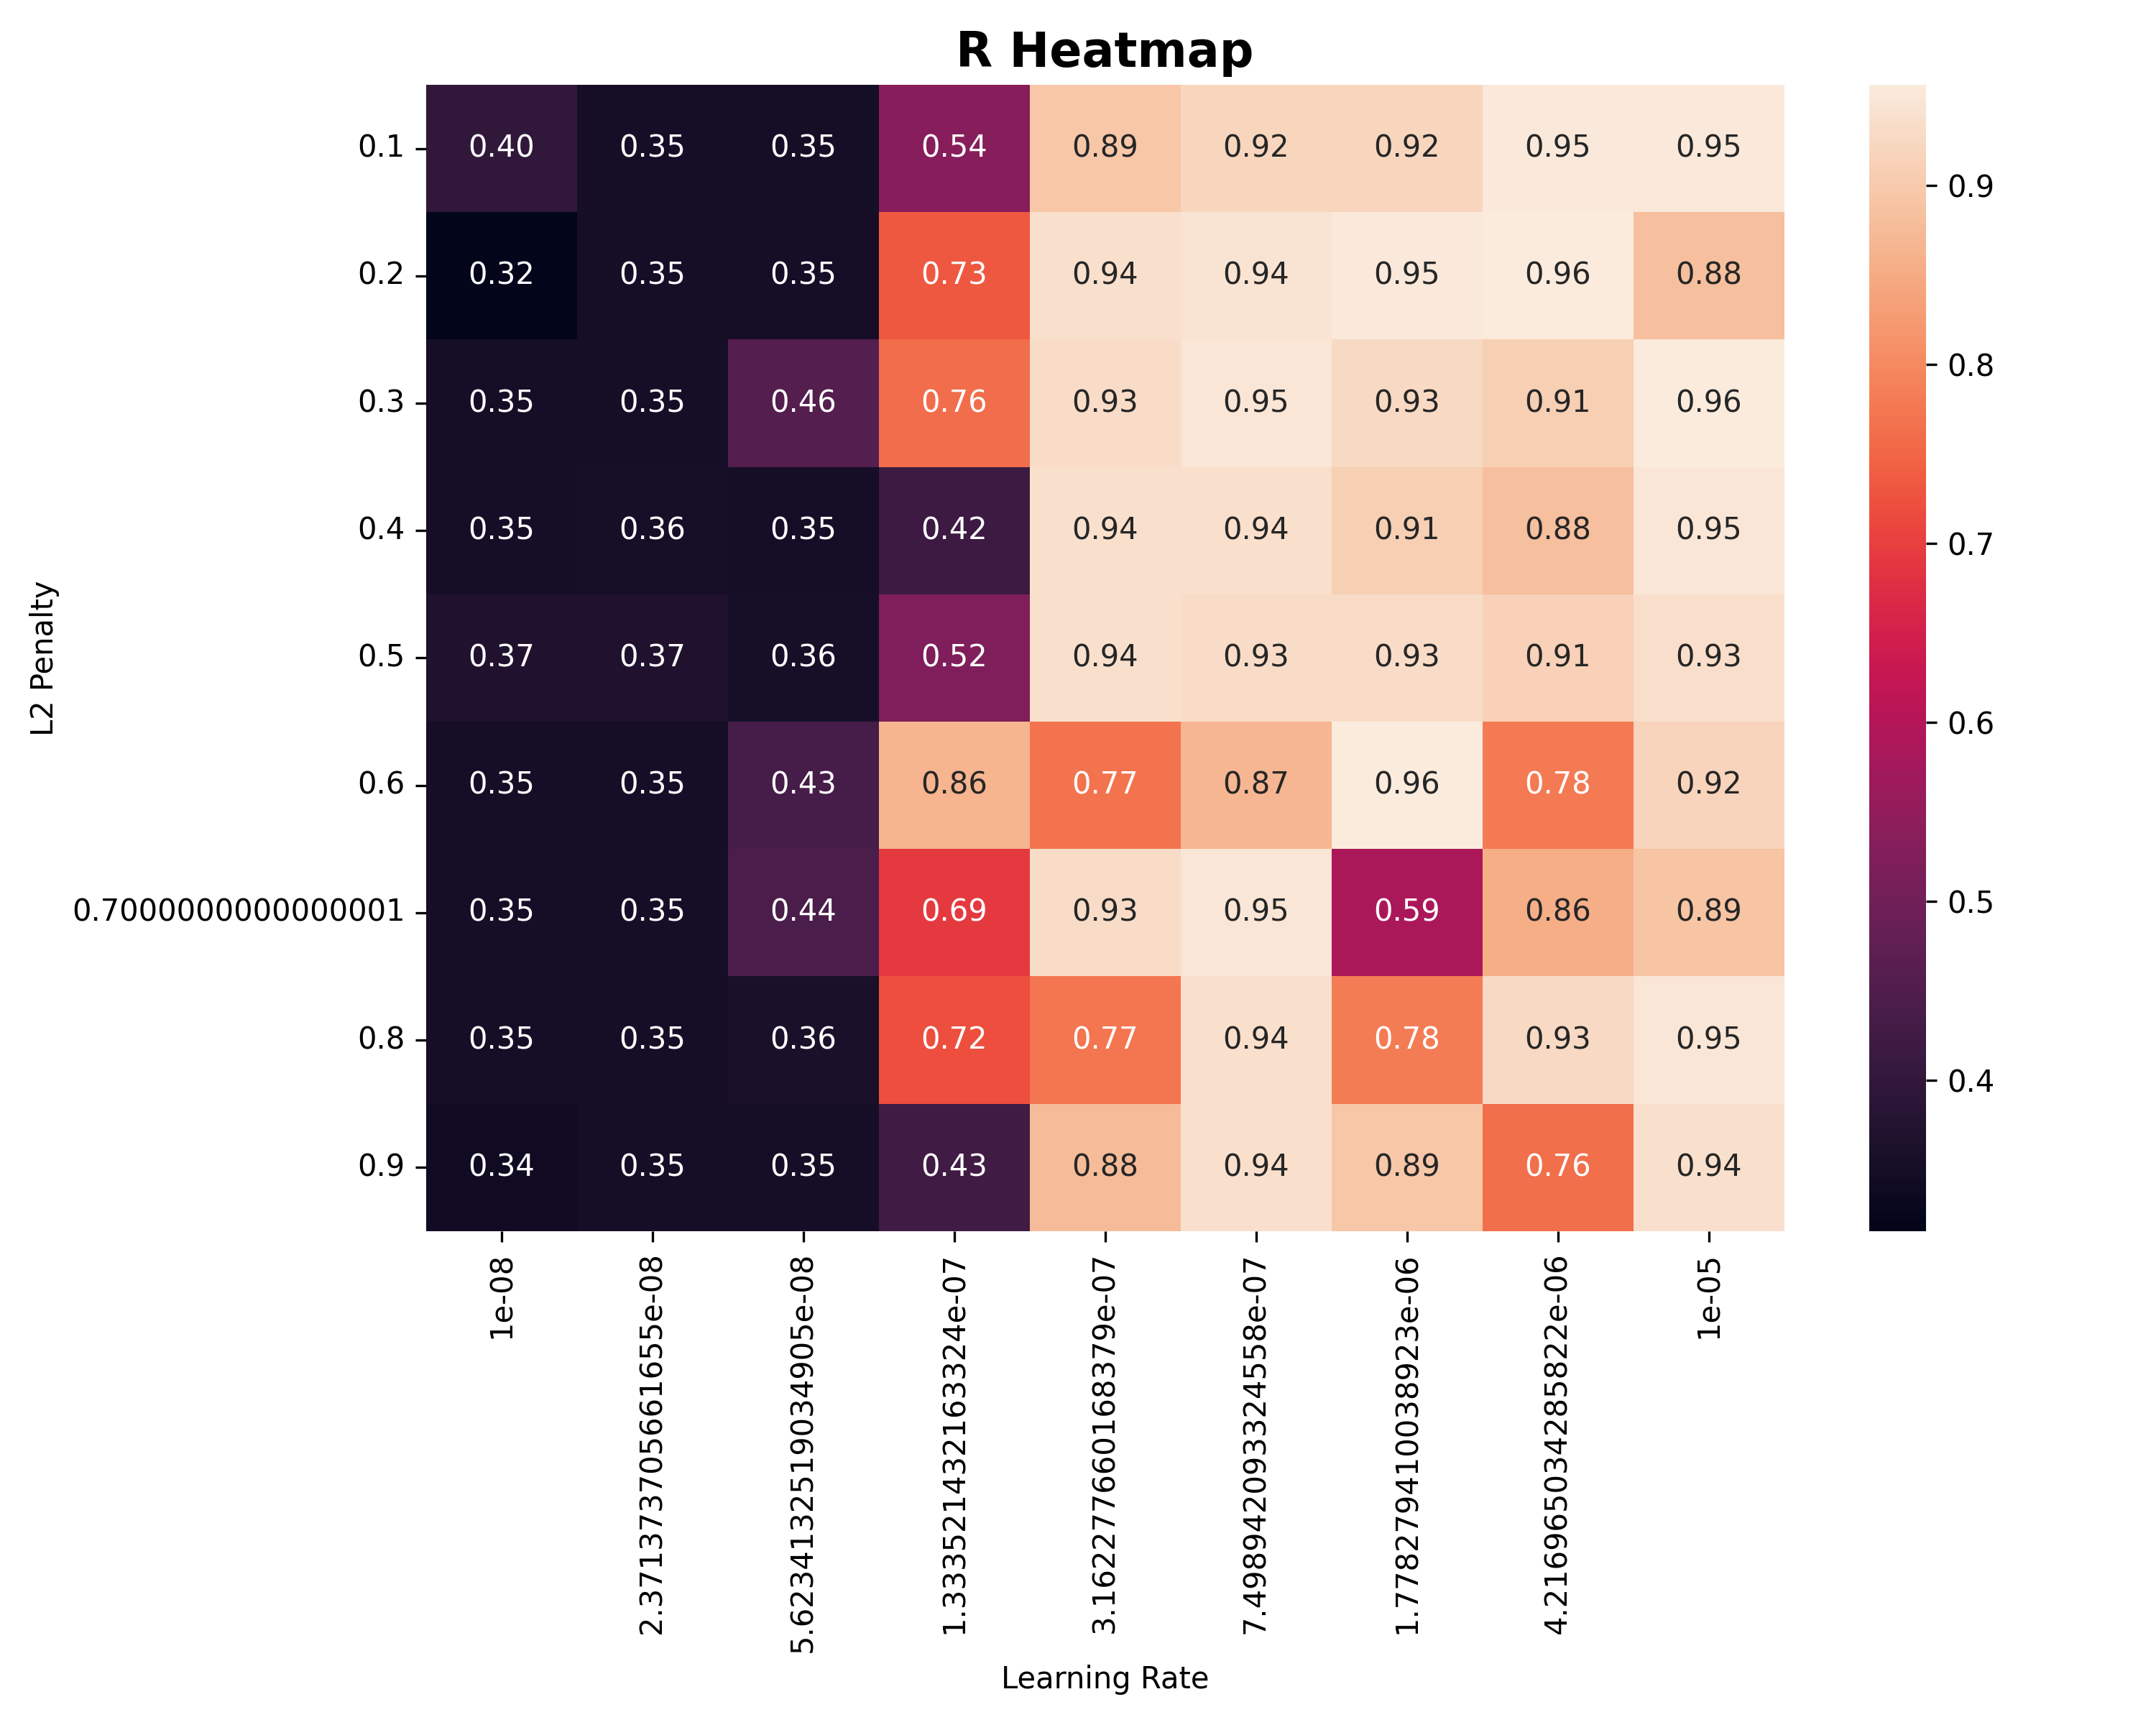 R Heatmap
0.1 0.40 0.35 0.35 0.54 0.89 0.92 0.92 0.95 0.95
0.2 0.32 0.35 0.35 0.73 0.94 0.94 0.95 0.96 0.88
0.3 0.35 0.35 0.46 0.76 0.93 0.95 0.93 0.91 0.96
0.4 0.35 0.36 0.35 0.42 0.94 0.94 0.91 0.88 0.95
0.5 0.37 0.37 0.36 0.52 0.94 0.93 0.93 0.91 0.93
0.6 0.35 0.35 0.43 0.86 0.77 0.87 0.96 0.78 0.92
0.7000000000000001 0.35 0.35 0.44 0.69 0.93 0.95 0.59 0.86 0.89
0.8 0.35 0.35 0.36 0.72 0.77 0.94 0.78 0.93 0.95
0.9 0.34 0.35 0.35 0.43 0.88 0.94 0.89 0.76 0.94
L2 Penalty
1e-08
2.371373705661655e-08
5.623413251903490​5e-08
1.333521432163324e-07
3.162277660168379e-07
7.498942093324558e-07
1.7782794100389​23e-06
4.216965034285822e-06
1e-05
Learning Rate
0.9
0.8
0.7
0.6
0.5
0.4